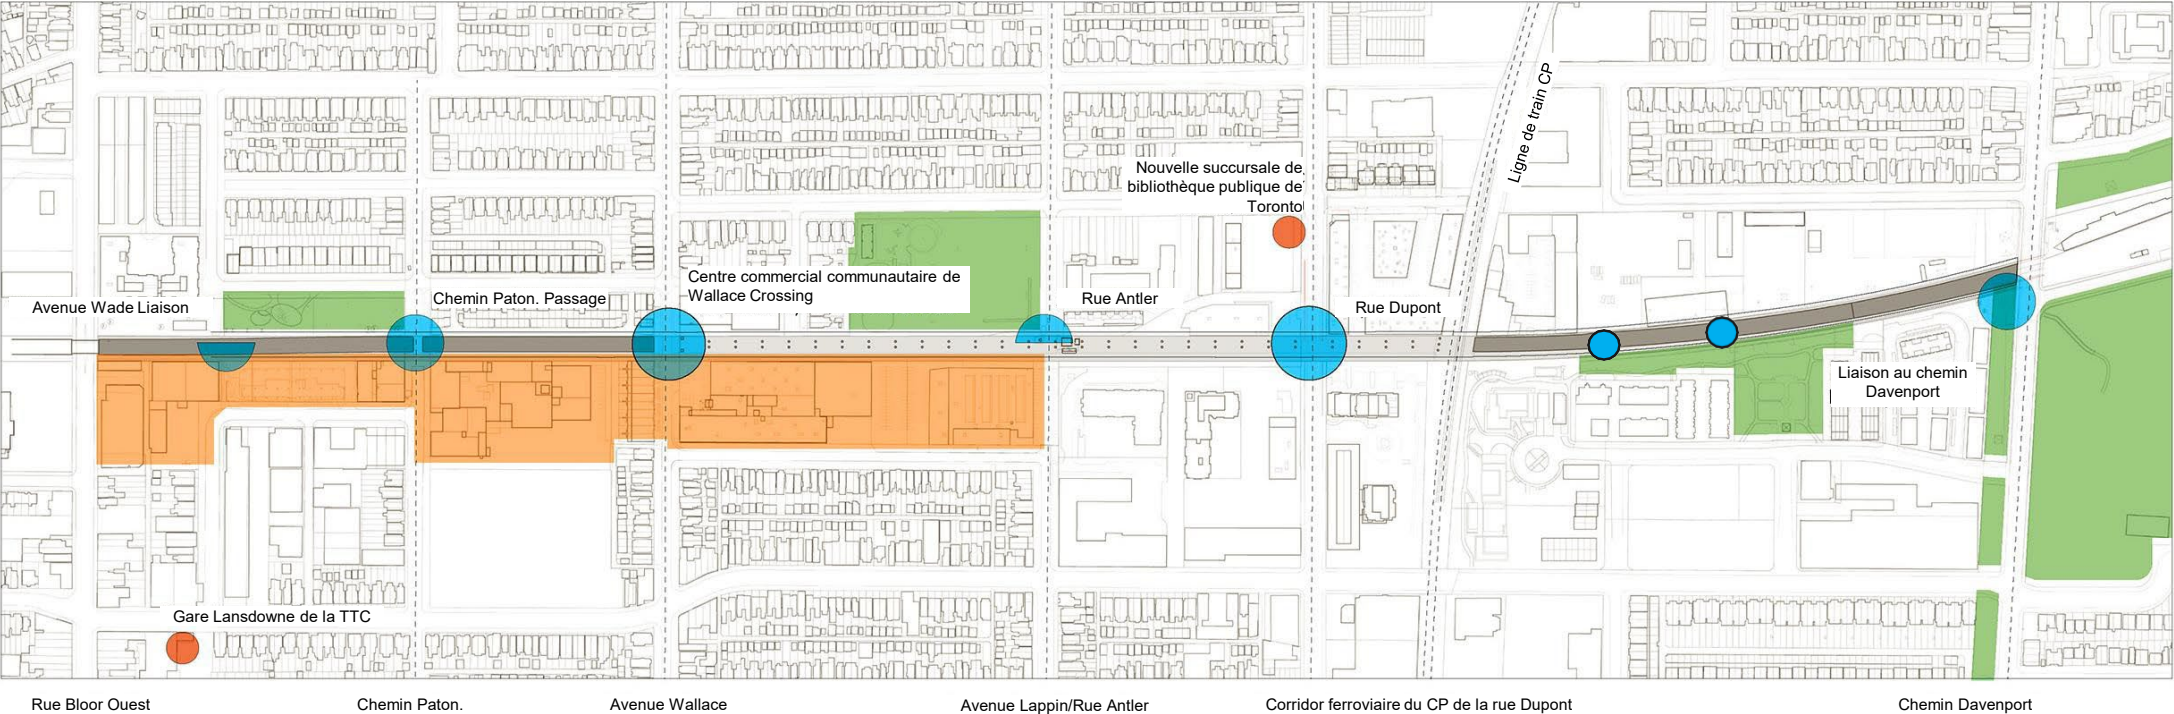 Ligne de train CP
Nouvelle succursale de
bibliothèque publique de
Toronto
Centre commercial communautaire de
Wallace Crossing
Avenue Wade Liaison
Chemin Paton. Passage
Rue Antler
Rue Dupont
Liaison au chemin
Davenport
Gare Lansdowne de la TTC
Rue Bloor Ouest
Chemin Paton.
Avenue Wallace
Avenue Lappin/Rue Antler
Corridor ferroviaire du CP de la rue Dupont
Chemin Davenport